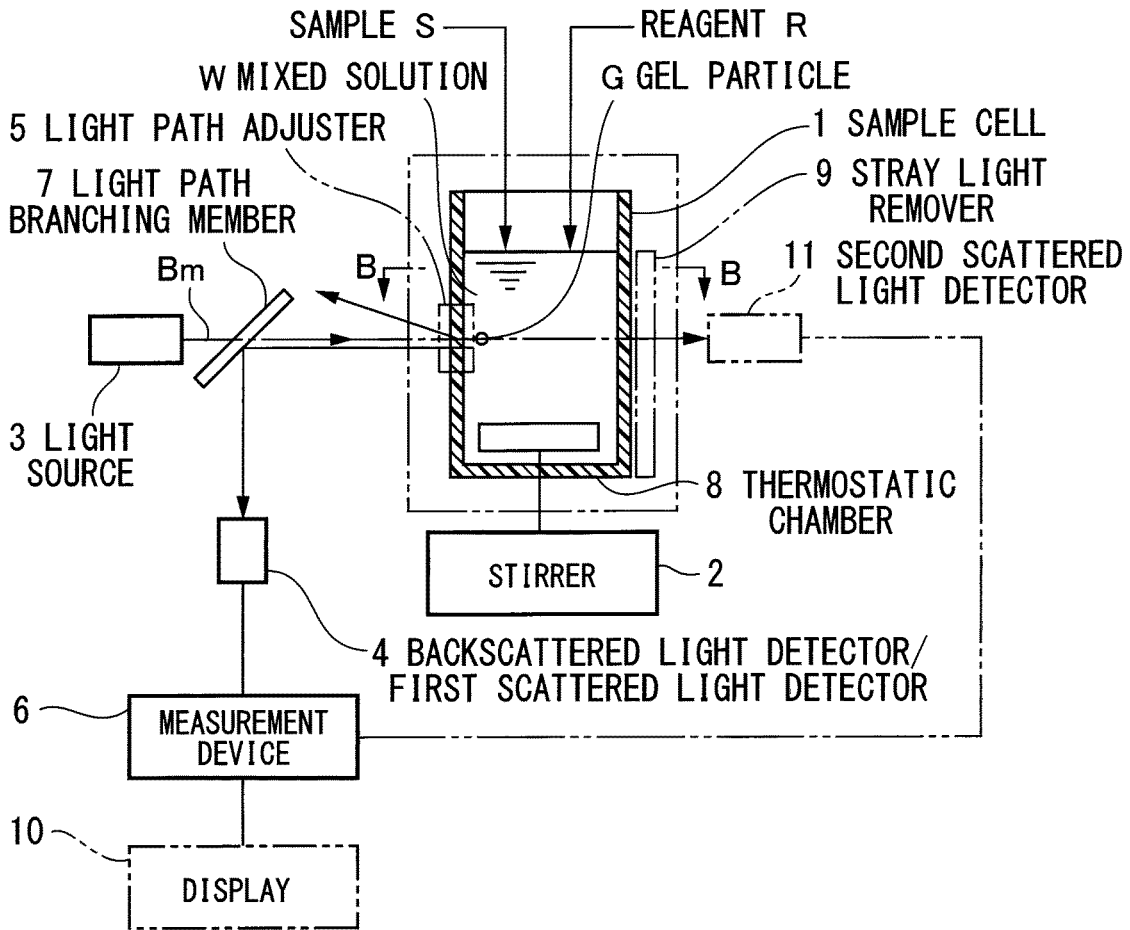 SAMPLE S
REAGENT R
W MIXED SOLUTION
G GEL PARTICLE
5 LIGHT PATH ADJUSTER
1 SAMPLE CELL
7 LIGHT PATH
BRANCHING MEMBER
9 STRAY LIGHT
REMOVER
Bm
B
B
11 SECOND SCATTERED
LIGHT DETECTOR
3 LIGHT
SOURCE
8 THERMOSTATIC
CHAMBER
STIRRER
2
4 BACKSCATTERED LIGHT DETECTOR/
FIRST SCATTERED LIGHT DETECTOR
6
MEASUREMENT
DEVICE
10
DISPLAY